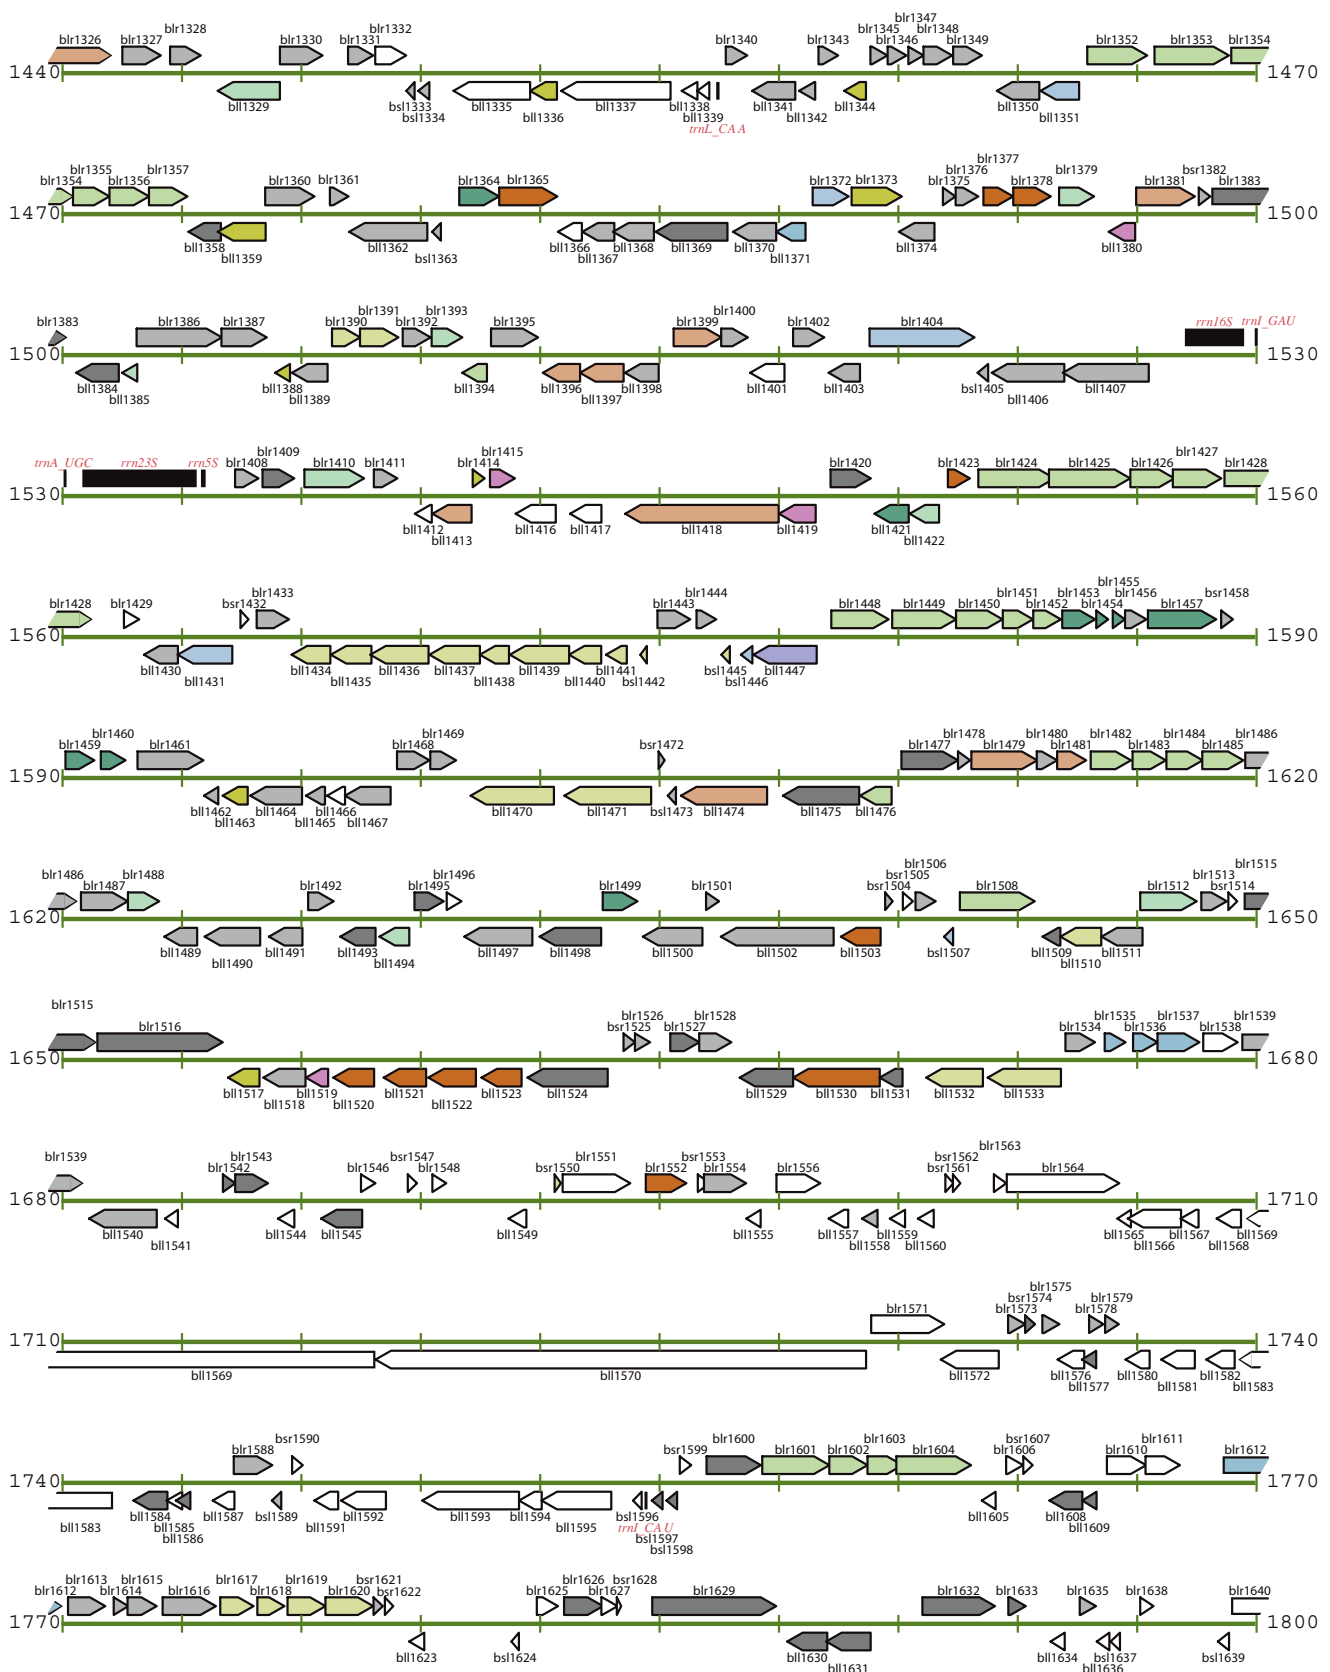 blr1326 blr1327 blr1328 blr1330 blr1331 blr1332 blr1340 blr1343 blr1345 blr1346 blr1347 blr1348 blr1349 blr1352 blr1353 blr1354
1440 1470
bll1329 bsl1333 bsl1334 bll1335 bll1336 bll1337 bll1338 bll1339 bll1341 bll1342 bll1344 bll1350 bll1351
trnL_CAA
blr1354 blr1355 blr1356 blr1357 blr1360 blr1361 blr1364 blr1365 blr1372 blr1373 blr1375 blr1376 blr1377 blr1378 blr1379 blr1381 bsr1382 blr1383
1470 1500
bll1358 bll1359 bll1362 bsl1363 bll1366 bll1367 bll1368 bll1369 bll1370 bll1371 bll1374 bll1380
blr1383 blr1386 blr1387 blr1390 blr1391 blr1392 blr1393 blr1395 blr1399 blr1400 blr1402 blr1404 rrn16S trnI_GAU
1500 1530
bll1384 bll1385 bll1388 bll1389 bll1394 bll1396 bll1397 bll1398 bll1401 bll1403 bsl1405 bll1406 bll1407
trnA_UGC rrn23S rrn5S blr1408 blr1409 blr1410 blr1411 blr1414 blr1415 blr1420 blr1423 blr1424 blr1425 blr1426 blr1427 blr1428
1530 1560
bll1412 bll1413 bll1416 bll1417 bll1418 bll1419 bll1421 bll1422
blr1428 blr1429 bsr1432 blr1433 blr1443 blr1444 blr1448 blr1449 blr1450 blr1451 blr1452 blr1453 blr1454 blr1455 blr1456 blr1457 bsr1458
1560 1590
bll1430 bll1431 bll1434 bll1435 bll1436 bll1437 bll1438 bll1439 bll1440 bll1441 bsl1442 bsl1445 bsl1446 bll1447
blr1459 blr1460 blr1461 blr1468 blr1469 bsr1472 blr1477 blr1478 blr1479 blr1480 blr1481 blr1482 blr1483 blr1484 blr1485 blr1486
1590 1620
bll1462 bll1463 bll1464 bll1465 bll1466 bll1467 bll1470 bll1471 bsl1473 bll1474 bll1475 bll1476
blr1486 blr1487 blr1488 blr1492 blr1495 blr1496 blr1499 blr1501 bsr1504 bsr1505 blr1506 blr1508 blr1512 blr1513 bsr1514 blr1515
1620 1650
bll1489 bll1490 bll1491 bll1493 bll1494 bll1497 bll1498 bll1500 bll1502 bll1503 bsl1507 bll1509 bll1510 bll1511
blr1515 blr1516 bsr1525 blr1526 blr1527 blr1528 blr1534 blr1535 blr1536 blr1537 blr1538 blr1539
1650 1680
bll1517 bll1518 bll1519 bll1520 bll1521 bll1522 bll1523 bll1524 bll1529 bll1530 bll1531 bll1532 bll1533
blr1539 blr1542 blr1543 blr1546 bsr1547 blr1548 bsr1550 blr1551 blr1552 bsr1553 blr1554 blr1556 bsr1561 bsr1562 blr1563 blr1564
1680 1710
bll1540 bll1541 bll1544 bll1545 bll1549 bll1555 bll1557 bll1558 bll1559 bll1560 bll1565 bll1566 bll1567 bll1568 bll1569
blr1571 blr1573 bsr1574 blr1575 blr1578 blr1579
1710 1740
bll1569 bll1570 bll1572 bll1576 bll1577 bll1580 bll1581 bll1582 bll1583
blr1588 bsr1590 bsr1599 blr1600 blr1601 blr1602 blr1603 blr1604 blr1606 bsr1607 blr1610 blr1611 blr1612
1740 1770
bll1583 bll1584 bll1585 bll1586 bll1587 bsl1589 bll1591 bll1592 bll1593 bll1594 bll1595 bsl1596 bsl1597 bsl1598 bll1605 bll1608 bll1609
trnI_CAU
blr1612 blr1613 blr1614 blr1615 blr1616 blr1617 blr1618 blr1619 blr1620 bsr1621 bsr1622 blr1625 blr1626 blr1627 bsr1628 blr1629 blr1632 blr1633 blr1635 blr1638 blr1640
1770 1800
bll1623 bsl1624 bll1630 bll1631 bll1634 bll1636 bsl1637 bsl1639